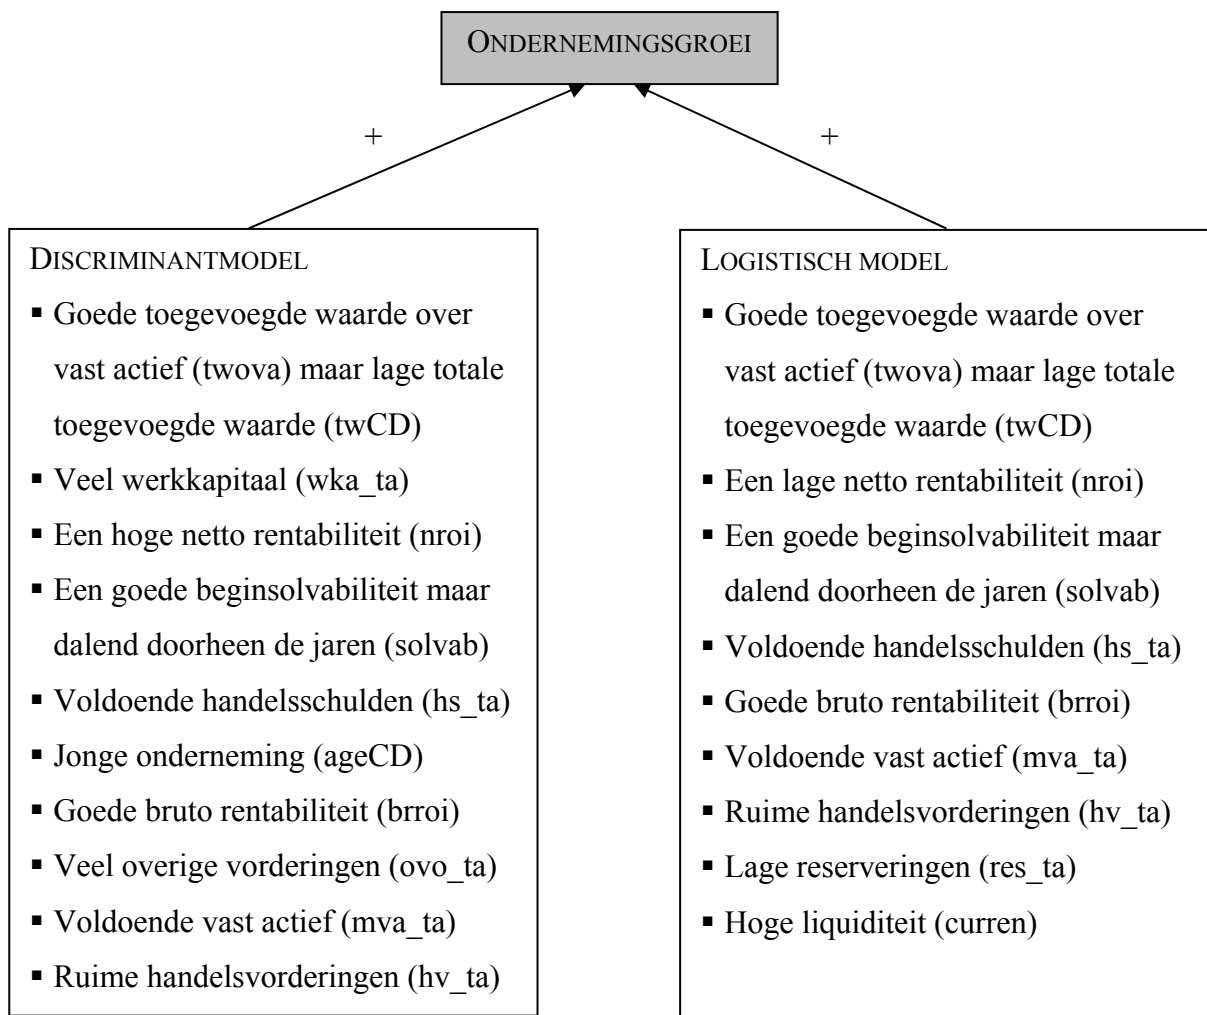 ONDERNEMINGSGROEI
+
+
DISCRIMINANTMODEL
▪ Goede toegevoegde waarde over
vast actief (twova) maar lage totale
toegevoegde waarde (twCD)
▪ Veel werkkapitaal (wka_ta)
▪ Een hoge netto rentabiliteit (nroi)
▪ Een goede beginsolvabiliteit maar
dalend doorheen de jaren (solvab)
▪ Voldoende handelsschulden (hs_ta)
▪ Jonge onderneming (ageCD)
▪ Goede bruto rentabiliteit (brroi)
▪ Veel overige vorderingen (ovo_ta)
▪ Voldoende vast actief (mva_ta)
▪ Ruime handelsvorderingen (hv_ta)
LOGISTISCH MODEL
▪ Goede toegevoegde waarde over
vast actief (twova) maar lage totale
toegevoegde waarde (twCD)
▪ Een lage netto rentabiliteit (nroi)
▪ Een goede beginsolvabiliteit maar
dalend doorheen de jaren (solvab)
▪ Voldoende handelsschulden (hs_ta)
▪ Goede bruto rentabiliteit (brroi)
▪ Voldoende vast actief (mva_ta)
▪ Ruime handelsvorderingen (hv_ta)
▪ Lage reserveringen (res_ta)
▪ Hoge liquiditeit (curren)